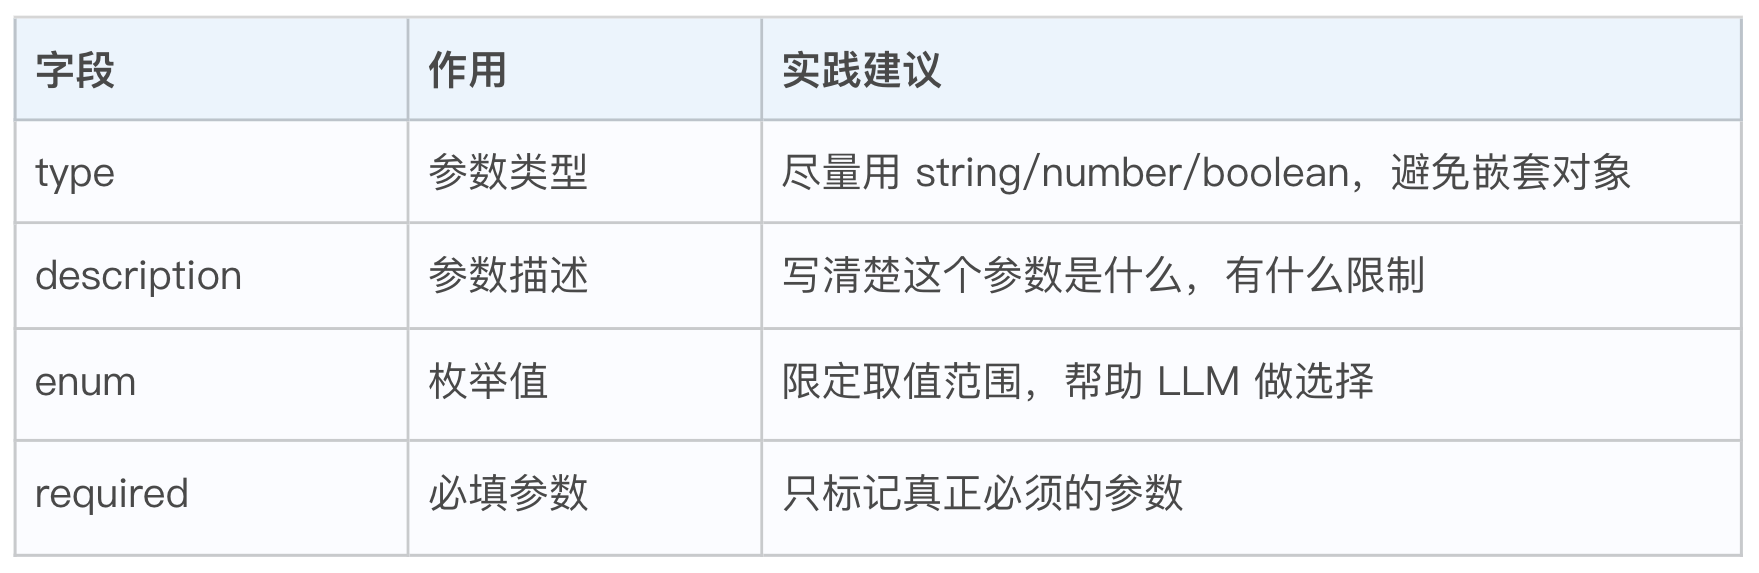 字段 作用 实践建议
type 参数类型 尽量用 string/number/boolean，避免嵌套对象
description 参数描述 写清楚这个参数是什么，有什么限制
enum 枚举值 限定取值范围，帮助 LLM 做选择
required 必填参数 只标记真正必须的参数